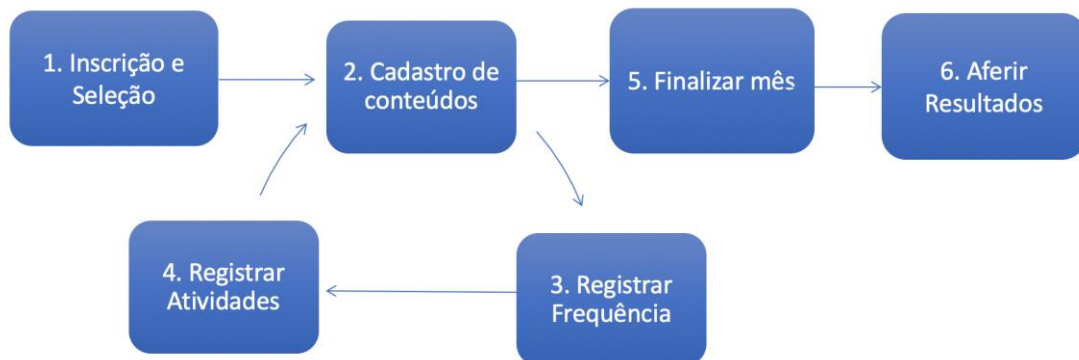 1. Inscrição e
Seleção
2. Cadastro de
conteúdos
5. Finalizar mês
6. Aferir
Resultados
4. Registrar
Atividades
3. Registrar
Frequência